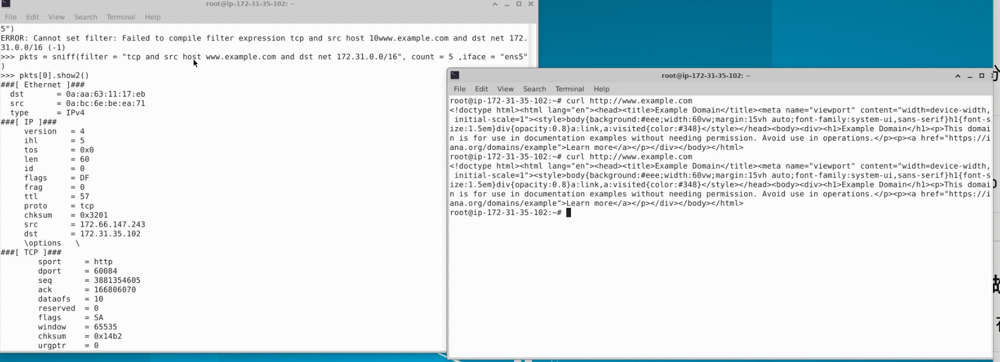 root@ip-172-31-35-102: ~
File Edit View Search Terminal Help
5")
ERROR: Cannot set filter: Failed to compile filter expression tcp and src host 10www.example.com and dst net 172.
31.0.0/16 (-1)
>>> pkts = sniff(filter = "tcp and src host www.example.com and dst net 172.31.0.0/16", count = 5 ,iface = "ens5"
)
>>> pkts[0].show2()
###[ Ethernet ]###
  dst       = 0a:aa:63:11:17:eb
  src       = 0a:bc:6e:be:ea:71
  type      = IPv4
###[ IP ]###
     version   = 4
     ihl       = 5
     tos       = 0x0
     len       = 60
     id        = 0
     flags     = DF
     frag      = 0
     ttl       = 57
     proto     = tcp
     chksum    = 0x3201
     src       = 172.66.147.243
     dst       = 172.31.35.102
     \options   \
###[ TCP ]###
        sport     = http
        dport     = 60084
        seq       = 3881354605
        ack       = 166806070
        dataofs   = 10
        reserved  = 0
        flags     = SA
        window    = 65535
        chksum    = 0x14b2
        urgptr    = 0
root@ip-172-31-35-102: ~
File Edit View Search Terminal Help
root@ip-172-31-35-102:~# curl http://www.example.com
<!doctype html><html lang="en"><head><title>Example Domain</title><meta name="viewport" content="width=device-width,
 initial-scale=1"><style>body{background:#eee;width:60vw;margin:15vh auto;font-family:system-ui,sans-serif}h1{font-s
ize:1.5em}div{opacity:0.8}a:link,a:visited{color:#348}</style></head><body><div><h1>Example Domain</h1><p>This domai
n is for use in documentation examples without needing permission. Avoid use in operations.</p><p><a href="https://i
ana.org/domains/example">Learn more</a></p></div></body></html>
root@ip-172-31-35-102:~# curl http://www.example.com
<!doctype html><html lang="en"><head><title>Example Domain</title><meta name="viewport" content="width=device-width,
 initial-scale=1"><style>body{background:#eee;width:60vw;margin:15vh auto;font-family:system-ui,sans-serif}h1{font-s
ize:1.5em}div{opacity:0.8}a:link,a:visited{color:#348}</style></head><body><div><h1>Example Domain</h1><p>This domai
n is for use in documentation examples without needing permission. Avoid use in operations.</p><p><a href="https://i
ana.org/domains/example">Learn more</a></p></div></body></html>
root@ip-172-31-35-102:~#